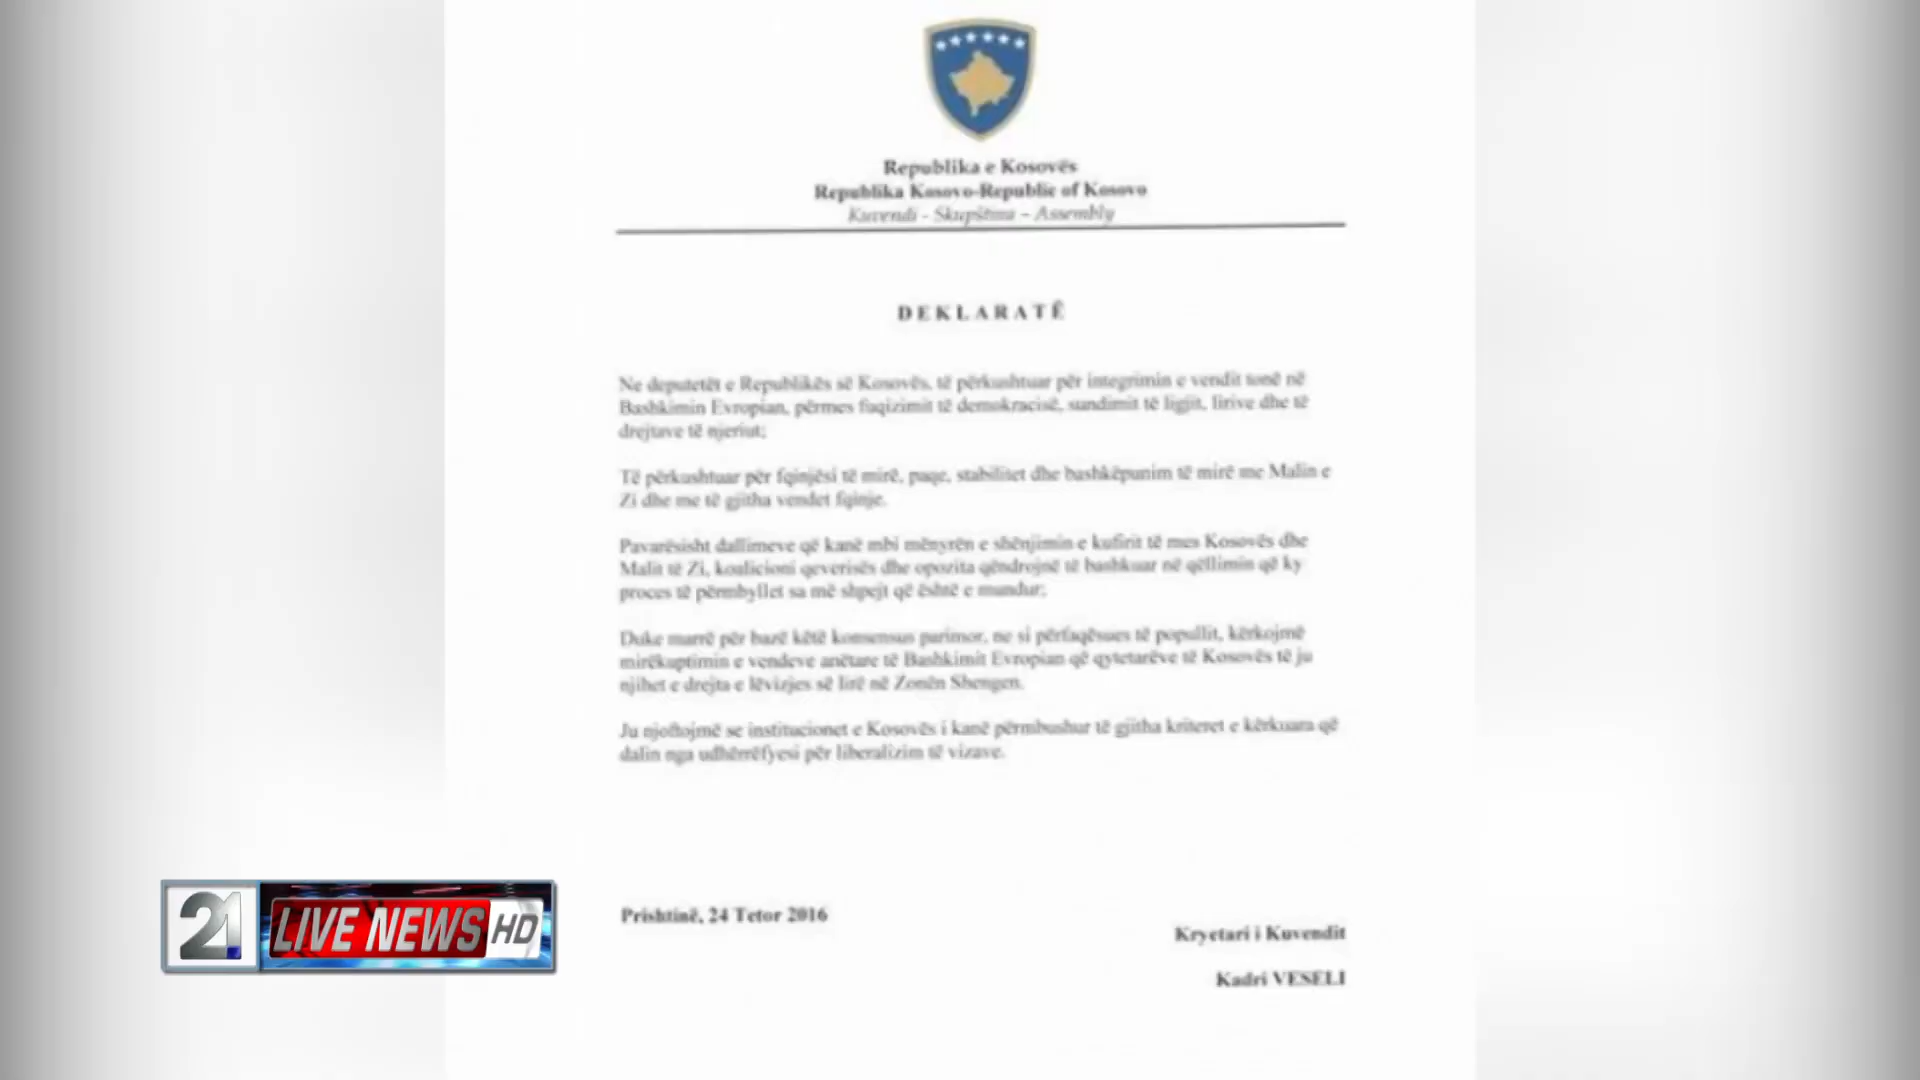 Republika e Kosovës
Republika Kosovo-Republic of Kosovo
Kuvendi - Skupština - Assembly
DEKLARATË
Ne deputetët e Republikës së Kosovës, të përkushtuar për integrimin e vendit tonë në
Bashkimin Evropian, përmes fuqizimit të demokracisë, sundimit të ligjit, lirive dhe të
drejtave të njeriut;
Të përkushtuar për fqinjësi të mirë, paqe, stabilitet dhe bashkëpunim të mirë me Malin e
Zi dhe me të gjitha vendet fqinje.
Pavarësisht dallimeve që kanë mbi mënyrën e shënjimin e kufirit të mes Kosovës dhe
Malit të Zi, koalicioni qeverisës dhe opozita qëndrojnë të bashkuar në qëllimin që ky
proces të përmbyllet sa më shpejt që është e mundur;
Duke marrë për bazë këtë konsensus parimor, ne si përfaqësues të popullit, kërkojmë
mirëkuptimin e vendeve anëtare të Bashkimit Evropian që qytetarëve të Kosovës të ju
njihet e drejta e lëvizjes së lirë në Zonën Shengen.
Ju njoftojmë se institucionet e Kosovës i kanë përmbushur të gjitha kriteret e kërkuara që
dalin nga udhërrëfyesi për liberalizim të vizave.
Prishtinë, 24 Tetor 2016
Kryetari i Kuvendit
Kadri VESELI
21 LIVE NEWS HD